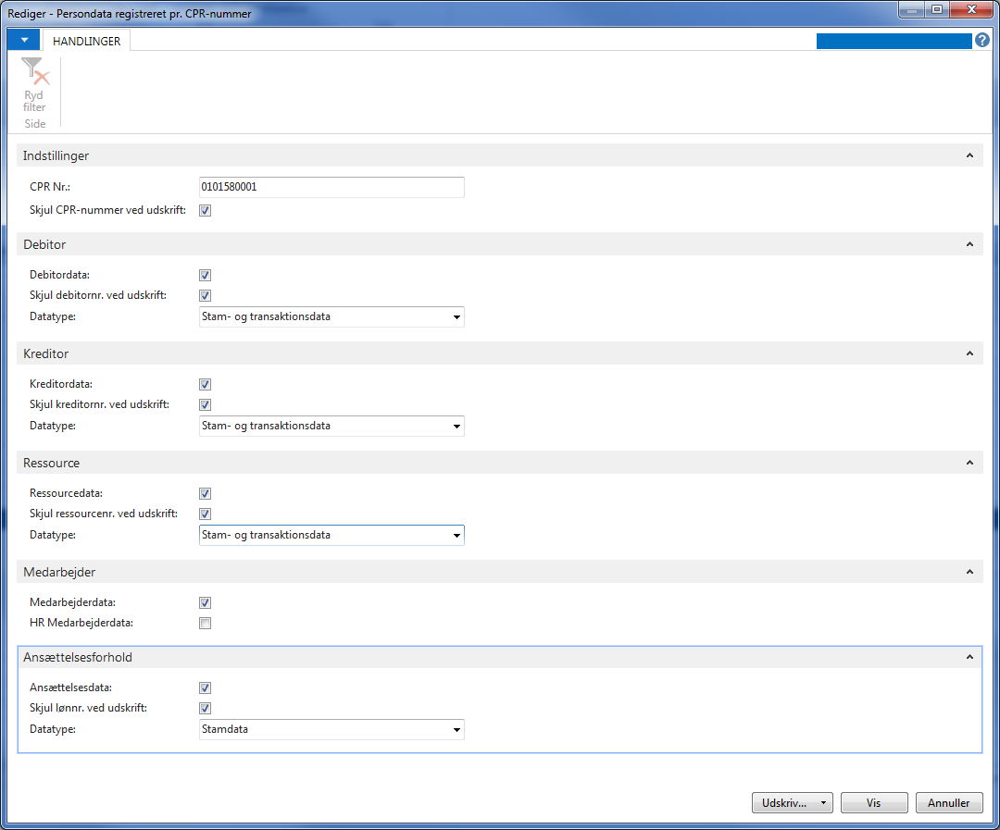 Rediger - Persondata registreret pr. CPR-nummer
HANDLINGER
Ryd
filter
Side
Indstillinger
CPR Nr.: 0101580001
Skjul CPR-nummer ved udskrift:
Debitor
Debitordata:
Skjul debitornr. ved udskrift:
Datatype: Stam- og transaktionsdata
Kreditor
Kreditordata:
Skjul kreditornr. ved udskrift:
Datatype: Stam- og transaktionsdata
Ressource
Ressourcedata:
Skjul ressourcenr. ved udskrift:
Datatype: Stam- og transaktionsdata
Medarbejder
Medarbejderdata:
HR Medarbejderdata:
Ansættelsesforhold
Ansættelsesdata:
Skjul lønnr. ved udskrift:
Datatype: Stamdata
Udskriv... Vis Annuller